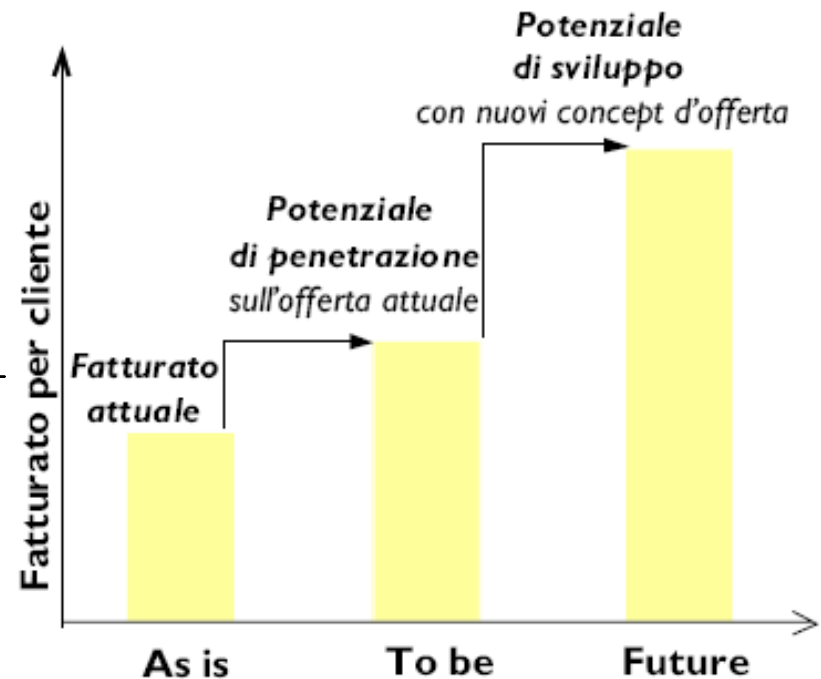 Potenziale
di sviluppo
con nuovi concept d'offerta
Potenziale
di penetrazione
sull'offerta attuale
Fatturato
attuale
Fatturato per cliente
As is
To be
Future